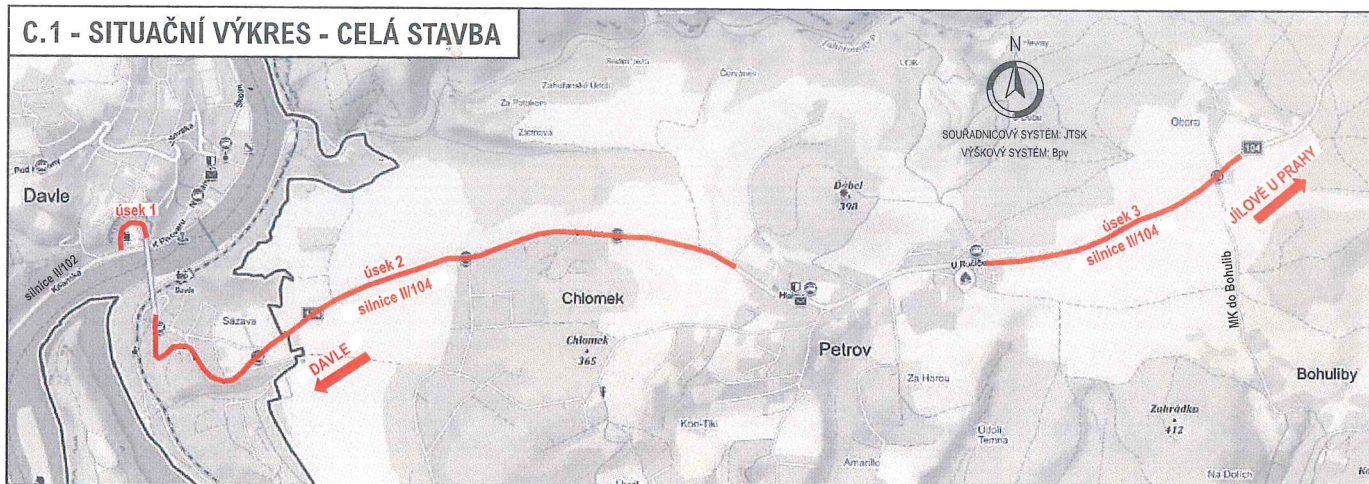 C.1 - SITUAČNÍ VÝKRES - CELÁ STAVBA
N
SOUŘADNICOVÝ SYSTÉM: JTSK
VÝŠKOVÝ SYSTÉM: Bpv
Červánek
Zahořanské Údolí
Za Potokem
Obora
104
JÍLOVÉ U PRAHY
Davle
úsek 1
silnice II/102
Davle
Sázava
úsek 2
silnice II/104
DAVLE
Chlomek
Chlomek
365
Ďábel
398
úsek 3
silnice II/104
MK do Bohulib
Petrov
Bohuliby
Za Horou
Kon-Tiki
Zahrádka
412
Údolí
Temna
Amarillo
Na Dolích